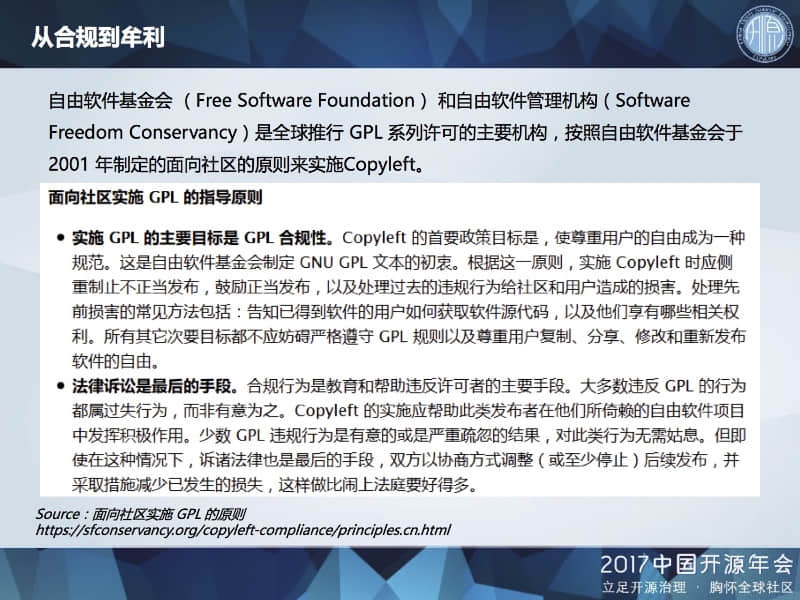 从合规到牟利
自由软件基金会 （Free Software Foundation） 和自由软件管理机构（Software
Freedom Conservancy）是全球推行 GPL 系列许可的主要机构，按照自由软件基金会于
2001 年制定的面向社区的原则来实施Copyleft。
面向社区实施 GPL 的指导原则
• 实施 GPL 的主要目标是 GPL 合规性。Copyleft 的首要政策目标是，使尊重用户的自由成为一种
规范。这是自由软件基金会制定 GNU GPL 文本的初衷。根据这一原则，实施 Copyleft 时应侧
重制止不正当发布，鼓励正当发布，以及处理过去的违规行为给社区和用户造成的损害。处理先
前损害的常见方法包括：告知已得到软件的用户如何获取软件源代码，以及他们享有哪些相关权
利。所有其它次要目标都不应妨碍严格遵守 GPL 规则以及尊重用户复制、分享、修改和重新发布
软件的自由。
• 法律诉讼是最后的手段。合规行为是教育和帮助违反许可者的主要手段。大多数违反 GPL 的行为
都属过失行为，而非有意为之。Copyleft 的实施应帮助此类发布者在他们所倚赖的自由软件项目
中发挥积极作用。少数 GPL 违规行为是有意的或是严重疏忽的结果，对此类行为无需姑息。但即
使在这种情况下，诉诸法律也是最后的手段，双方以协商方式调整（或至少停止）后续发布，并
采取措施减少已发生的损失，这样做比闹上法庭要好得多。
Source：面向社区实施 GPL 的原则
https://sfconservancy.org/copyleft-compliance/principles.cn.html
2017中国开源年会
立足开源治理 · 胸怀全球社区